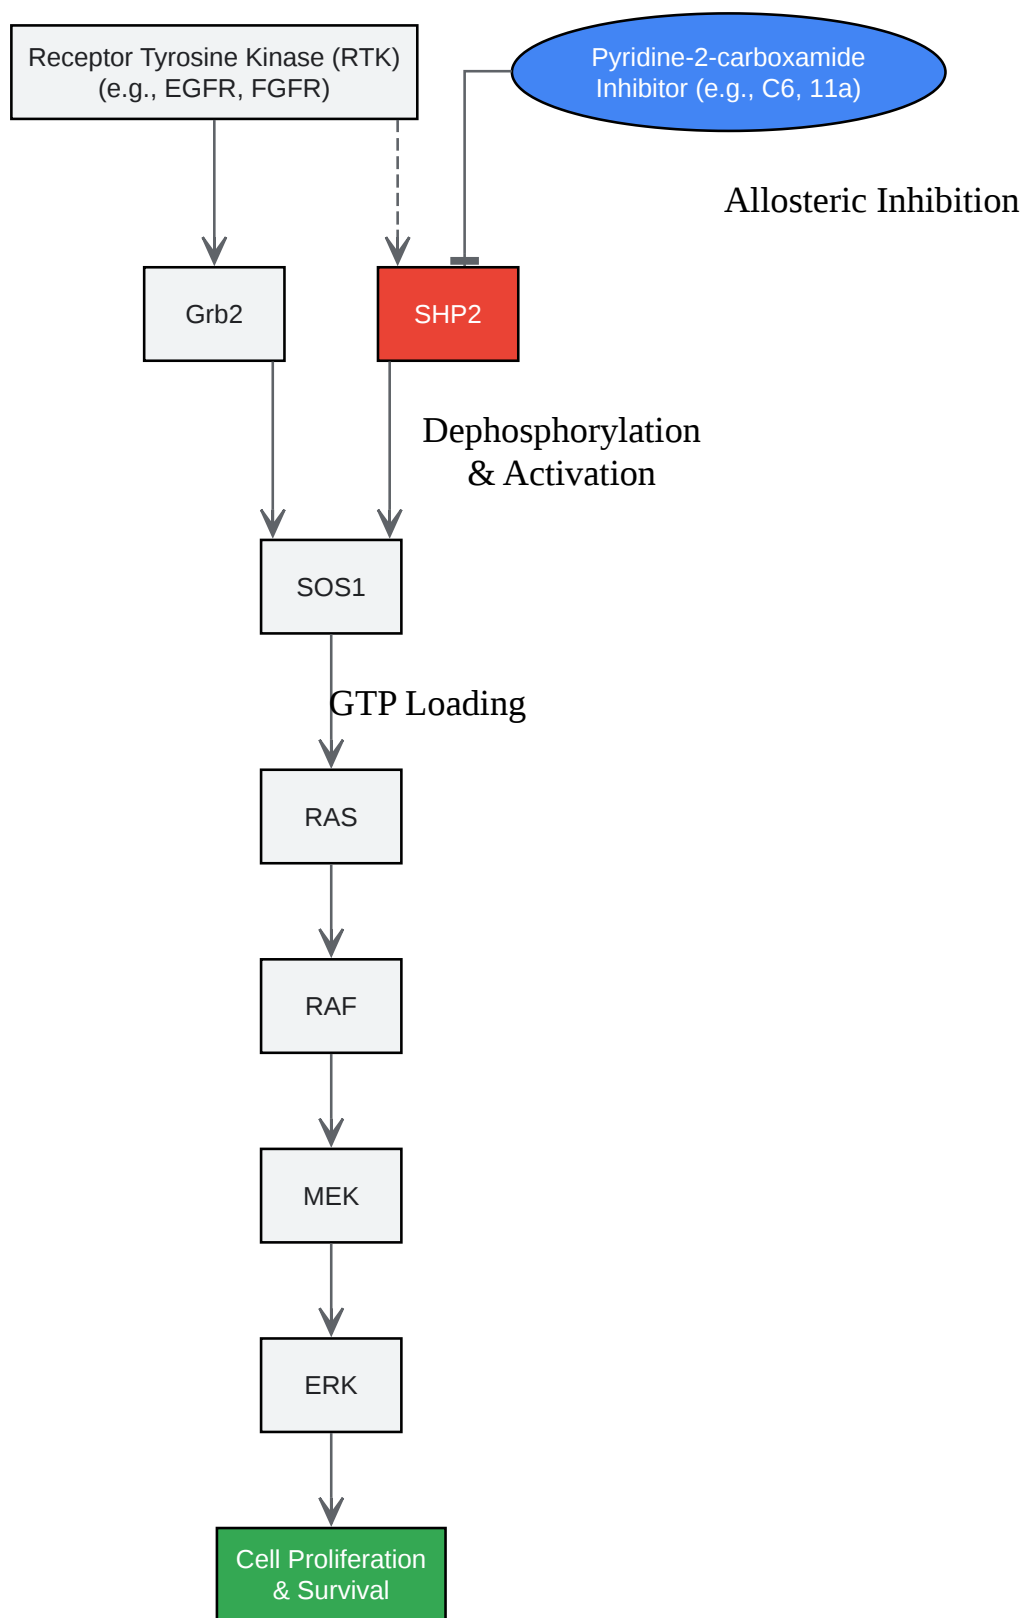 Receptor Tyrosine Kinase (RTK)
(e.g., EGFR, FGFR)
Pyridine-2-carboxamide
Inhibitor (e.g., C6, 11a)
Allosteric Inhibition
Grb2
SHP2
Dephosphorylation
& Activation
SOS1
GTP Loading
RAS
RAF
MEK
ERK
Cell Proliferation
& Survival